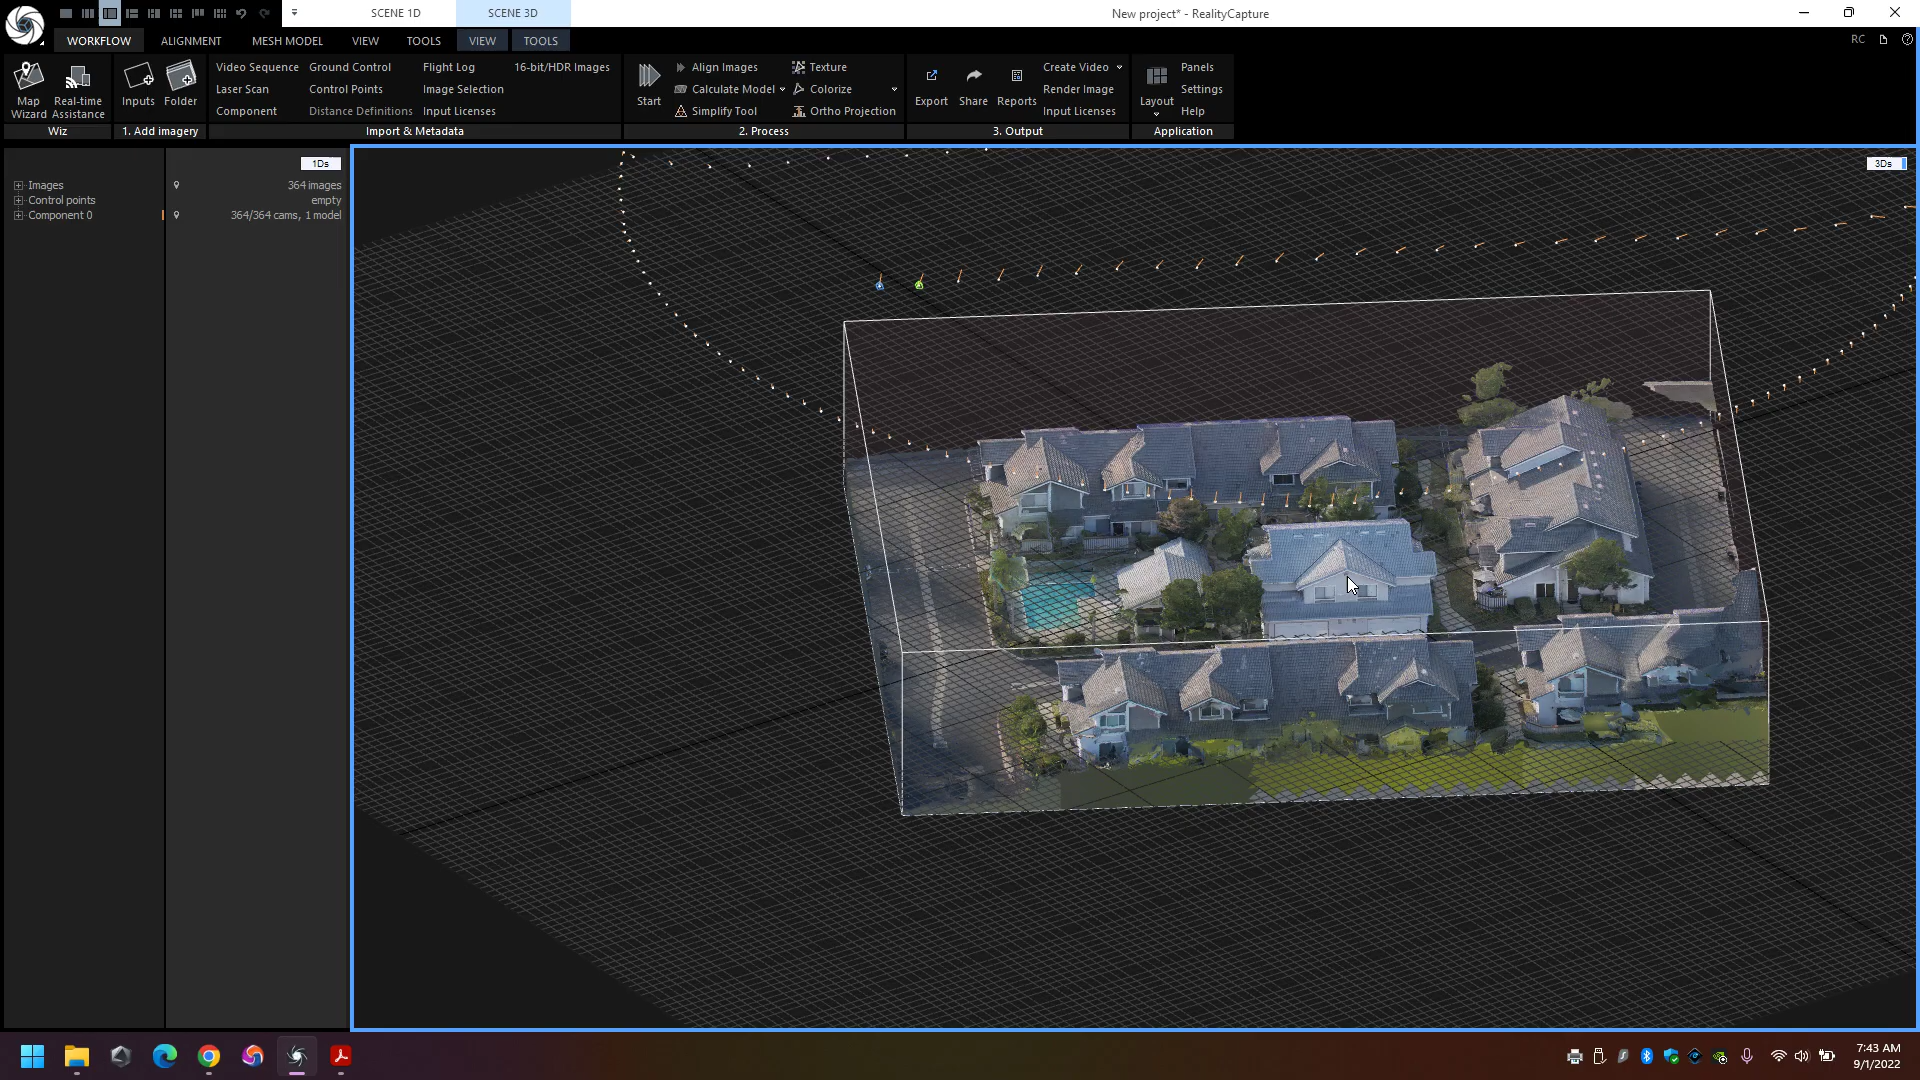 SCENE 1D SCENE 3D New project* - RealityCapture
WORKFLOW ALIGNMENT MESH MODEL VIEW TOOLS VIEW TOOLS RC
Map Wizard
Real-time Assistance
Wiz
Inputs Folder
1. Add imagery
Video Sequence Ground Control Flight Log 16-bit/HDR Images
Laser Scan Control Points Image Selection
Component Distance Definitions Input Licenses
Import & Metadata
Start
Align Images Texture
Calculate Model Colorize
Simplify Tool Ortho Projection
2. Process
Export Share Reports
Create Video
Render Image
Input Licenses
3. Output
Layout
Panels
Settings
Help
Application
1Ds
3Ds
Images 364 images
Control points empty
Component 0 364/364 cams, 1 model
7:43 AM
9/1/2022